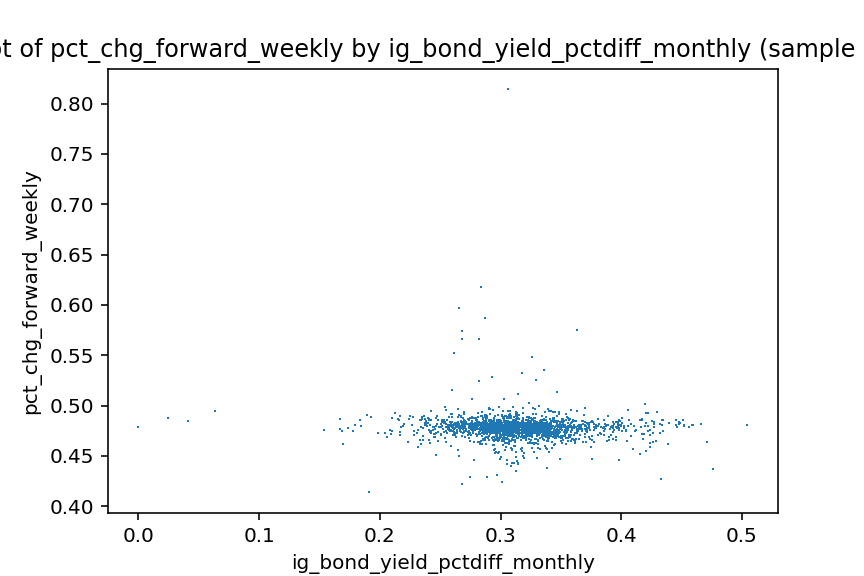 of pct_chg_forward_weekly by ig_bond_yield_pctdiff_monthly (sample
0.80
0.75
0.70
0.65
0.60
0.55
0.50
0.45
0.40
pct_chg_forward_weekly
0.0 0.1 0.2 0.3 0.4 0.5
ig_bond_yield_pctdiff_monthly